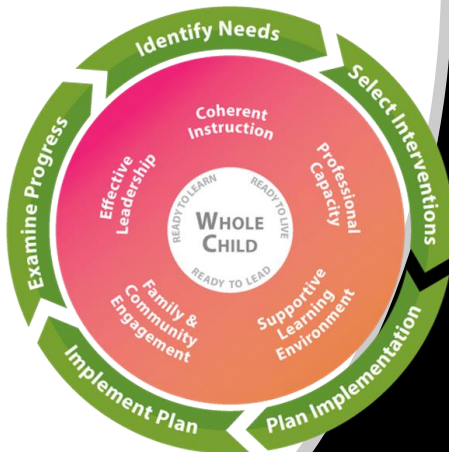 Identify Needs
Select Interventions
Plan Implementation
Implement Plan
Examine Progress
Coherent
Instruction
Professional
Capacity
Supportive
Learning
Environment
Family &
Community
Engagement
Effective
Leadership
READY TO LEARN
READY TO LIVE
READY TO LEAD
WHOLE
CHILD